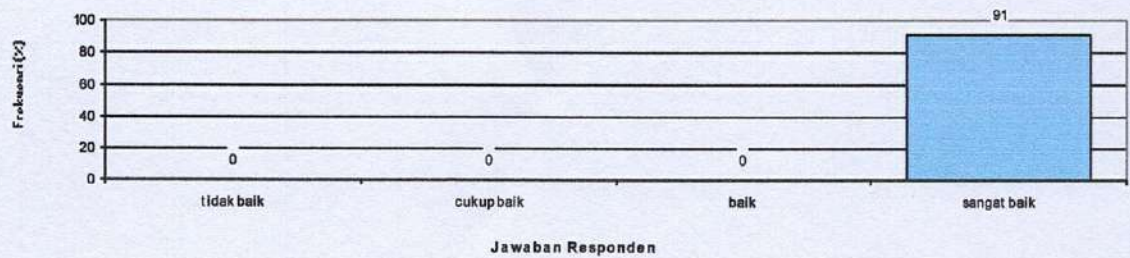 100
91
80
60
40
20
0
0 0 0
tidak baik cukup baik baik sangat baik
Frekuensi (%)
Jawaban Responden